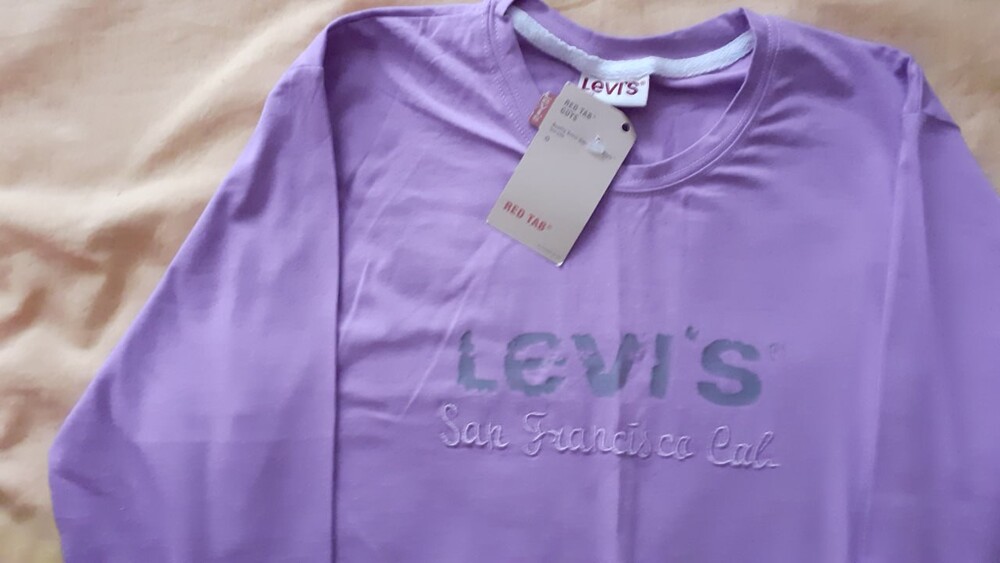 Levi's®
RED TAB®
GUYS
RED TAB®
LEVI'S®
San Francisco Cal.